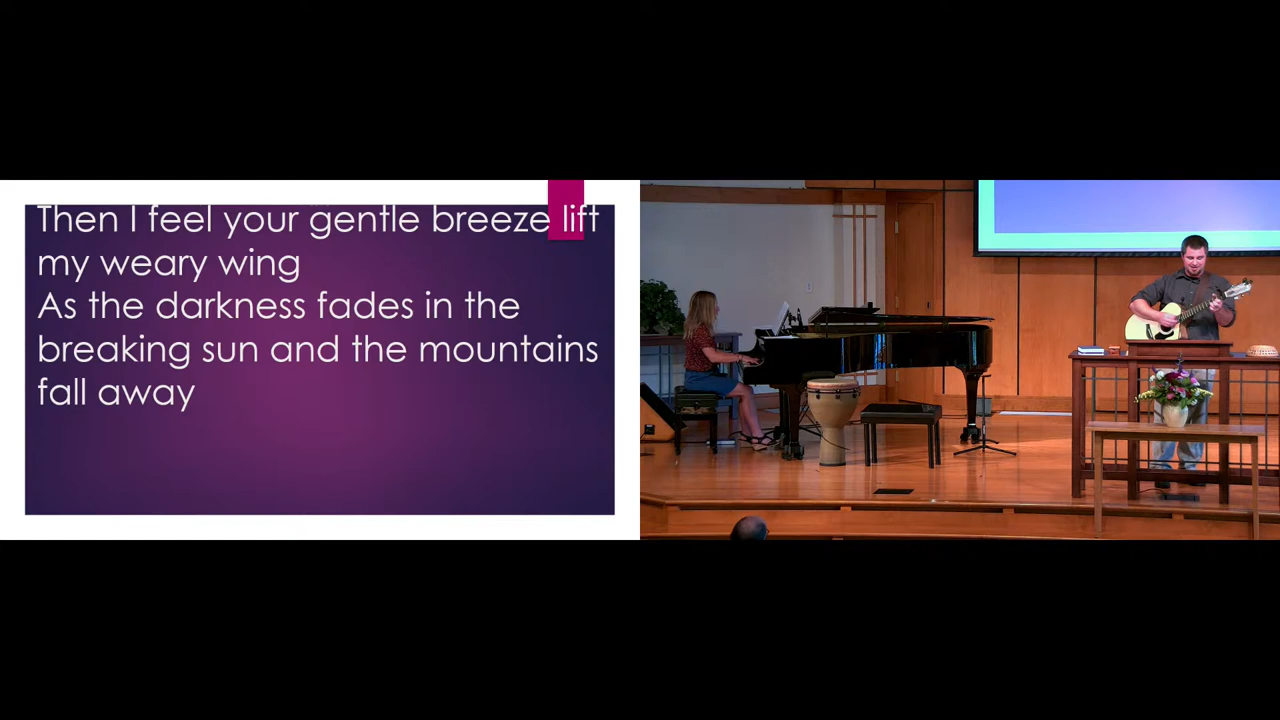 Then I feel your gentle breeze lift
my weary wing
As the darkness fades in the
breaking sun and the mountains
fall away